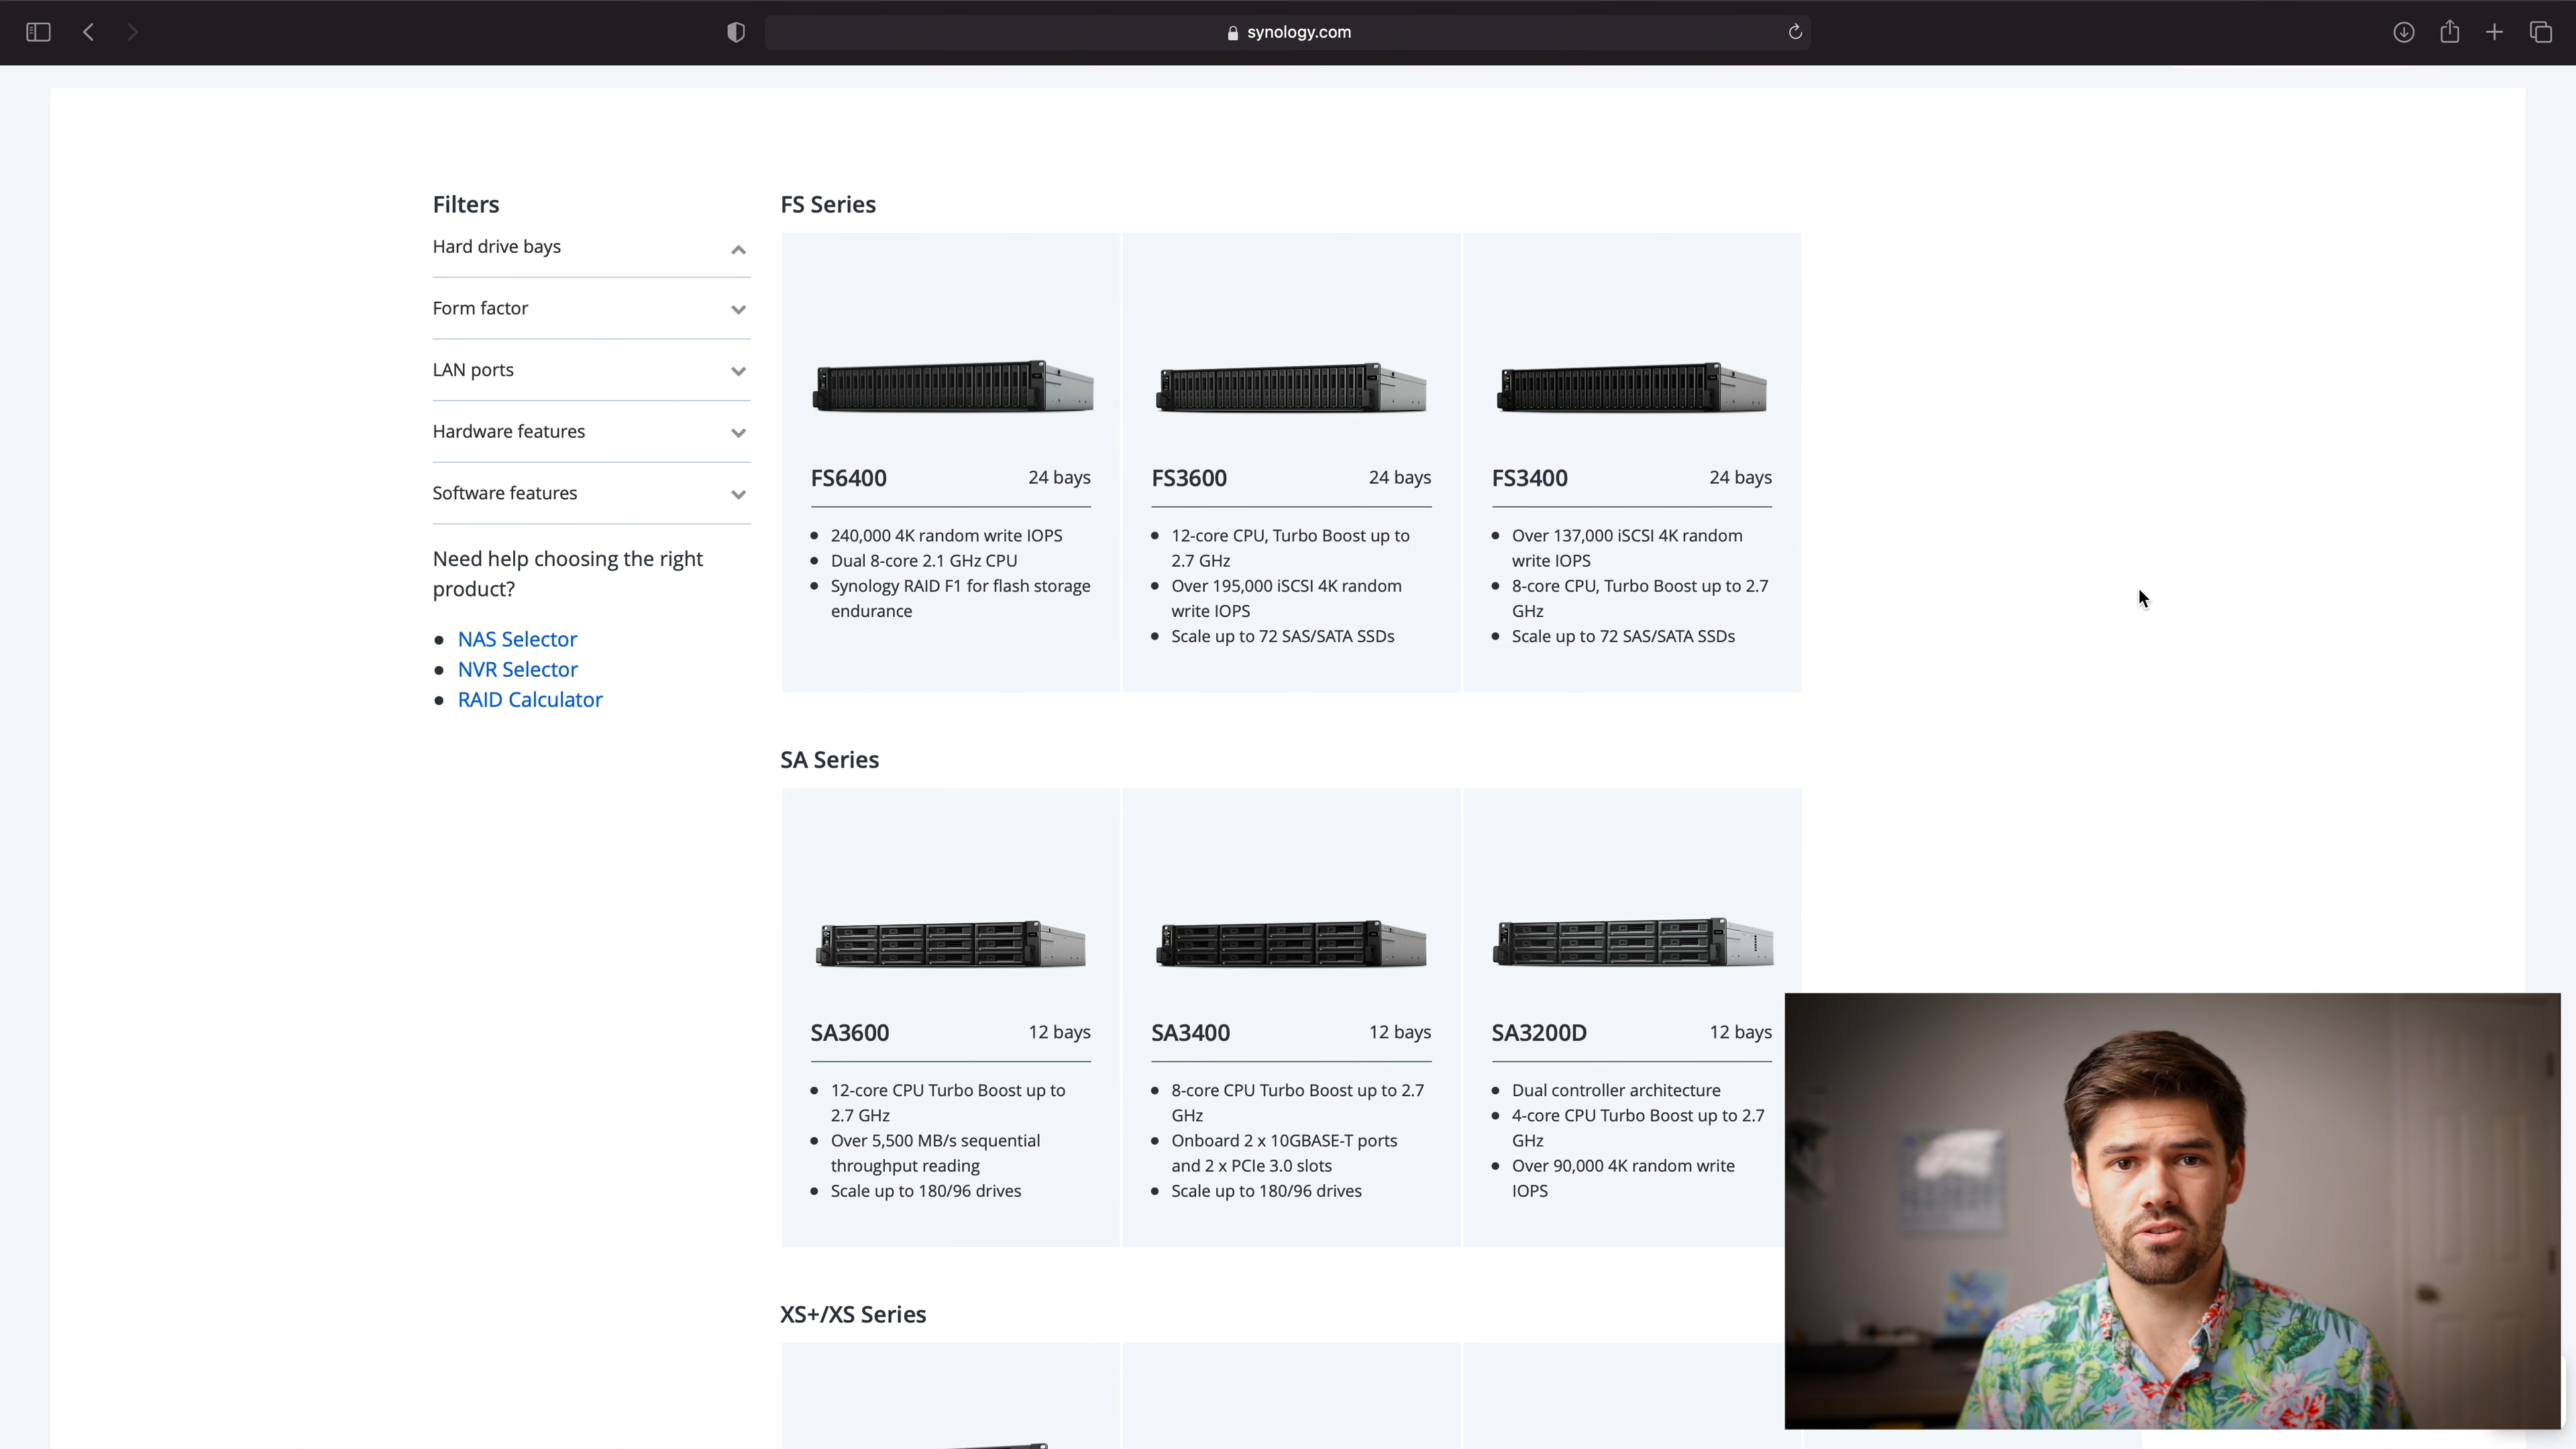 synology.com
Filters
Hard drive bays
Form factor
LAN ports
Hardware features
Software features
Need help choosing the right
product?
NAS Selector
NVR Selector
RAID Calculator
FS Series
FS6400 24 bays
240,000 4K random write IOPS
Dual 8-core 2.1 GHz CPU
Synology RAID F1 for flash storage
endurance
FS3600 24 bays
12-core CPU, Turbo Boost up to
2.7 GHz
Over 195,000 iSCSI 4K random
write IOPS
Scale up to 72 SAS/SATA SSDs
FS3400 24 bays
Over 137,000 iSCSI 4K random
write IOPS
8-core CPU, Turbo Boost up to 2.7
GHz
Scale up to 72 SAS/SATA SSDs
SA Series
SA3600 12 bays
12-core CPU Turbo Boost up to
2.7 GHz
Over 5,500 MB/s sequential
throughput reading
Scale up to 180/96 drives
SA3400 12 bays
8-core CPU Turbo Boost up to 2.7
GHz
Onboard 2 x 10GBASE-T ports
and 2 x PCIe 3.0 slots
Scale up to 180/96 drives
SA3200D 12 bays
Dual controller architecture
4-core CPU Turbo Boost up to 2.7
GHz
Over 90,000 4K random write
IOPS
XS+/XS Series